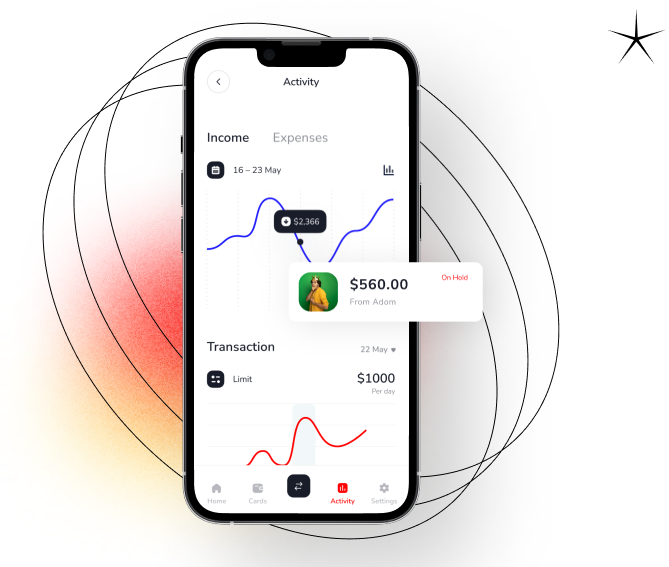 Activity
Income Expenses
16 – 23 May
$2,366
$560.00
On Hold
From Adom
Transaction
22 May
Limit
$1000
Per day
Home
Cards
Activity
Settings